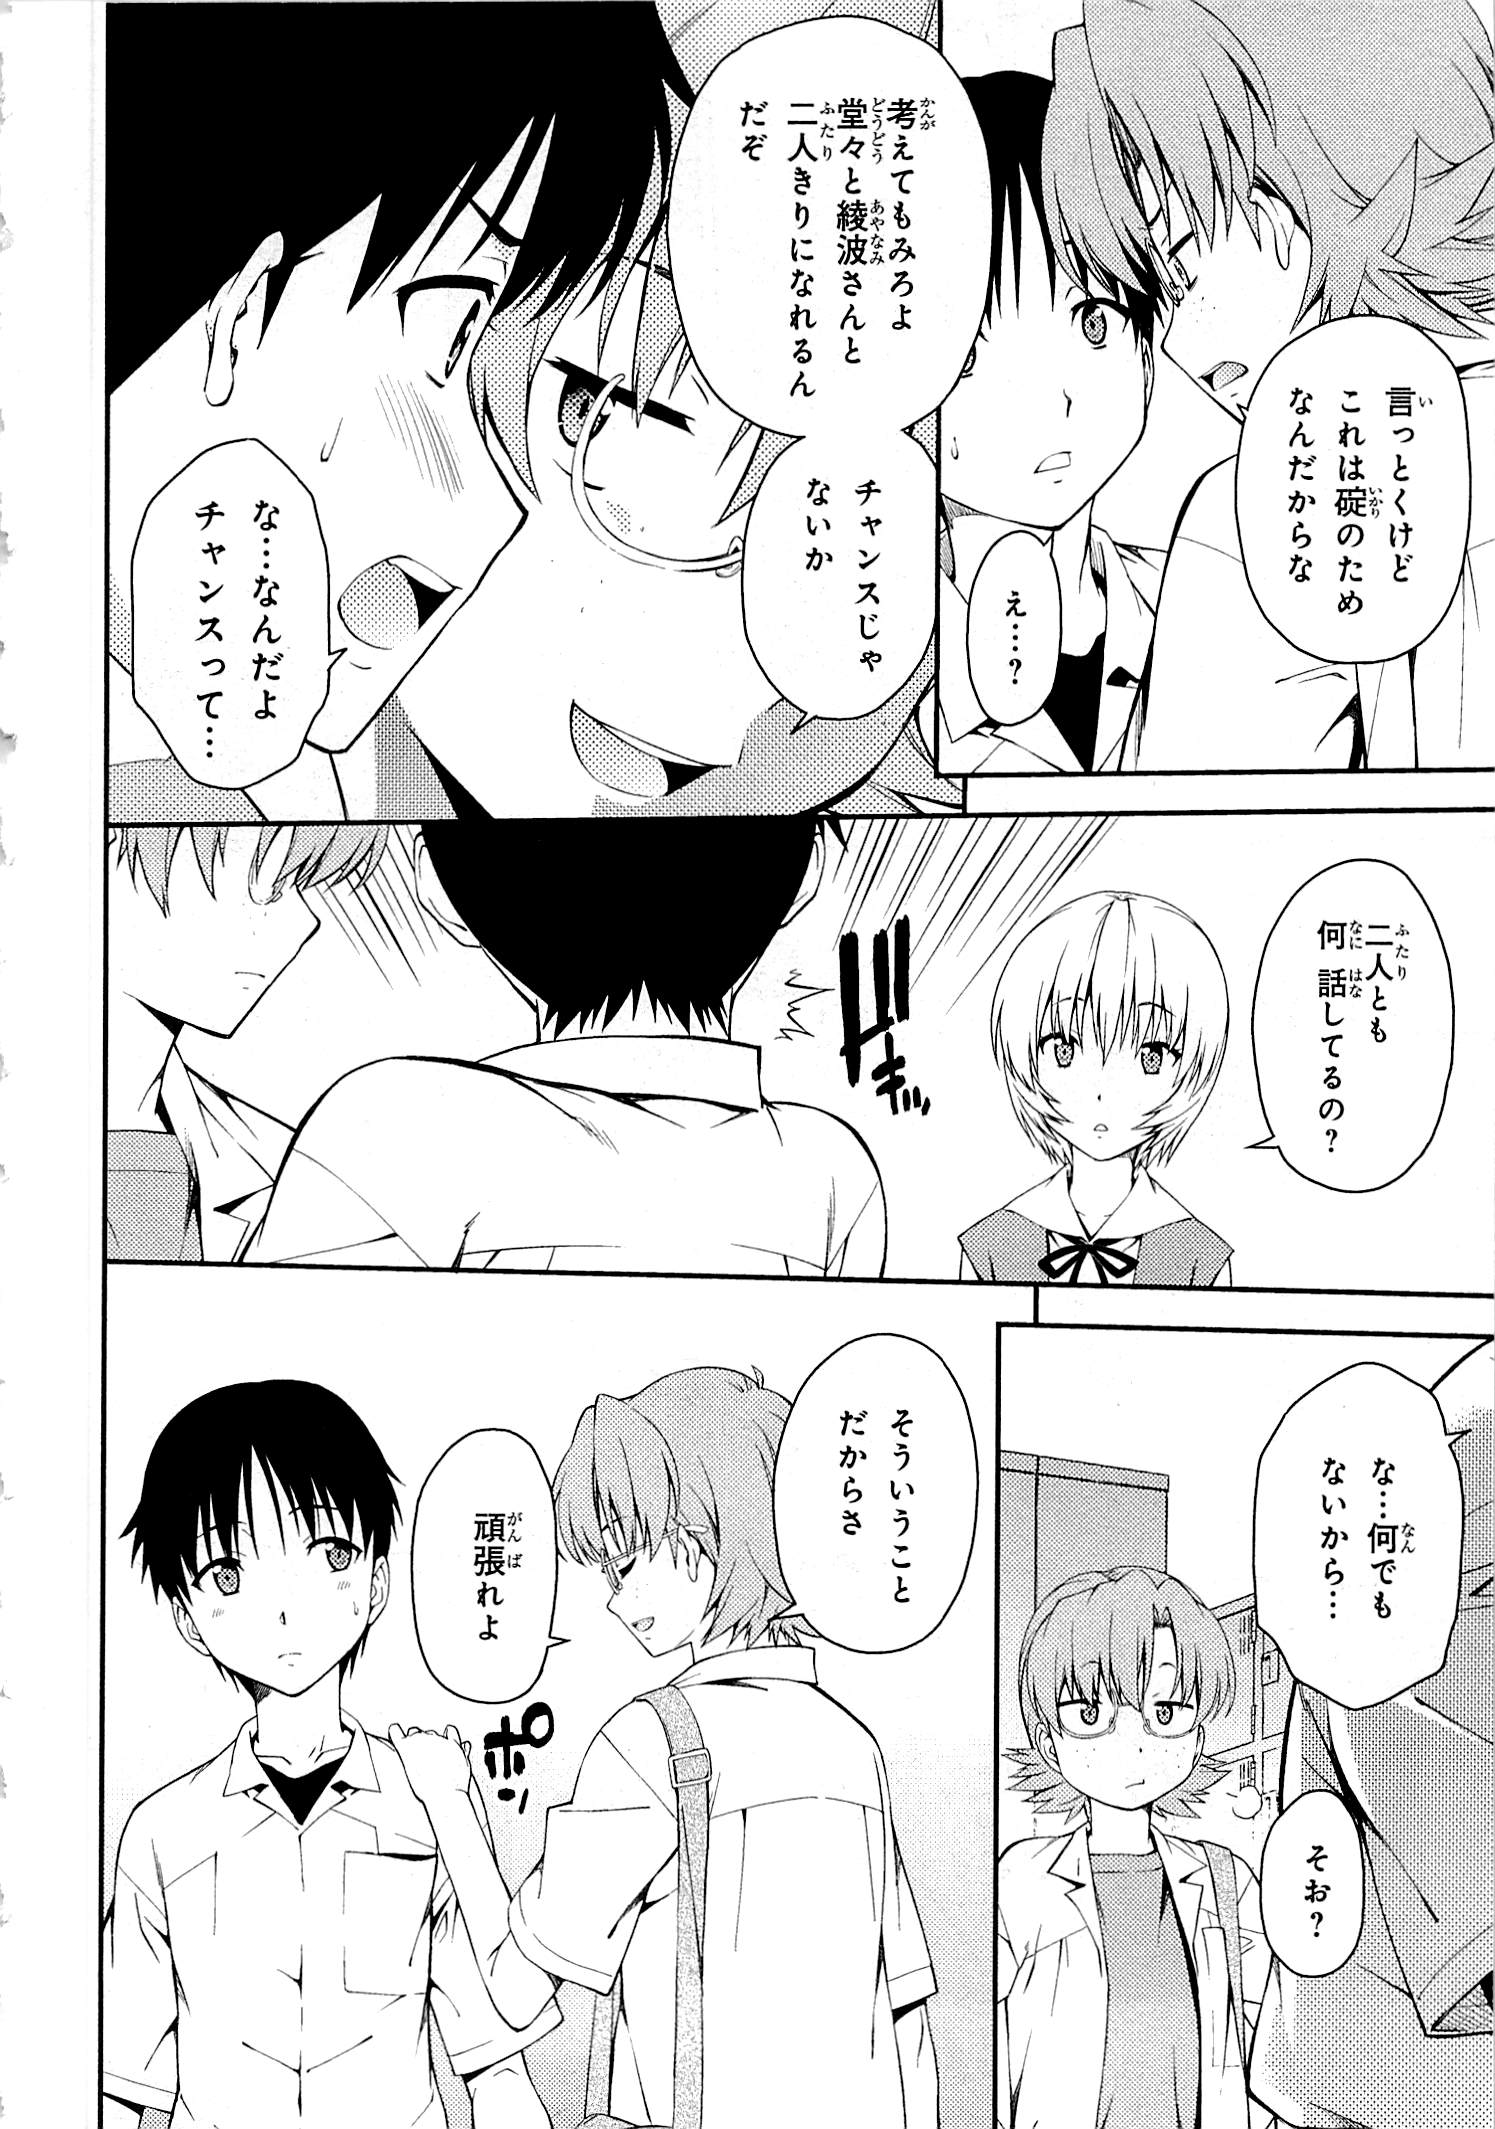 言っとくけど
これは碇のため
なんだからな
え…?
考えてもみろよ
堂々と綾波さんと
二人きりになれるん
だぞ
チャンスじゃ
ないか
な…なんだよ
チャンスって…
二人とも
何話してるの?
ドキッ
な…何でも
ないから…
そお?
そういうこと
だからさ
頑張れよ
ポン